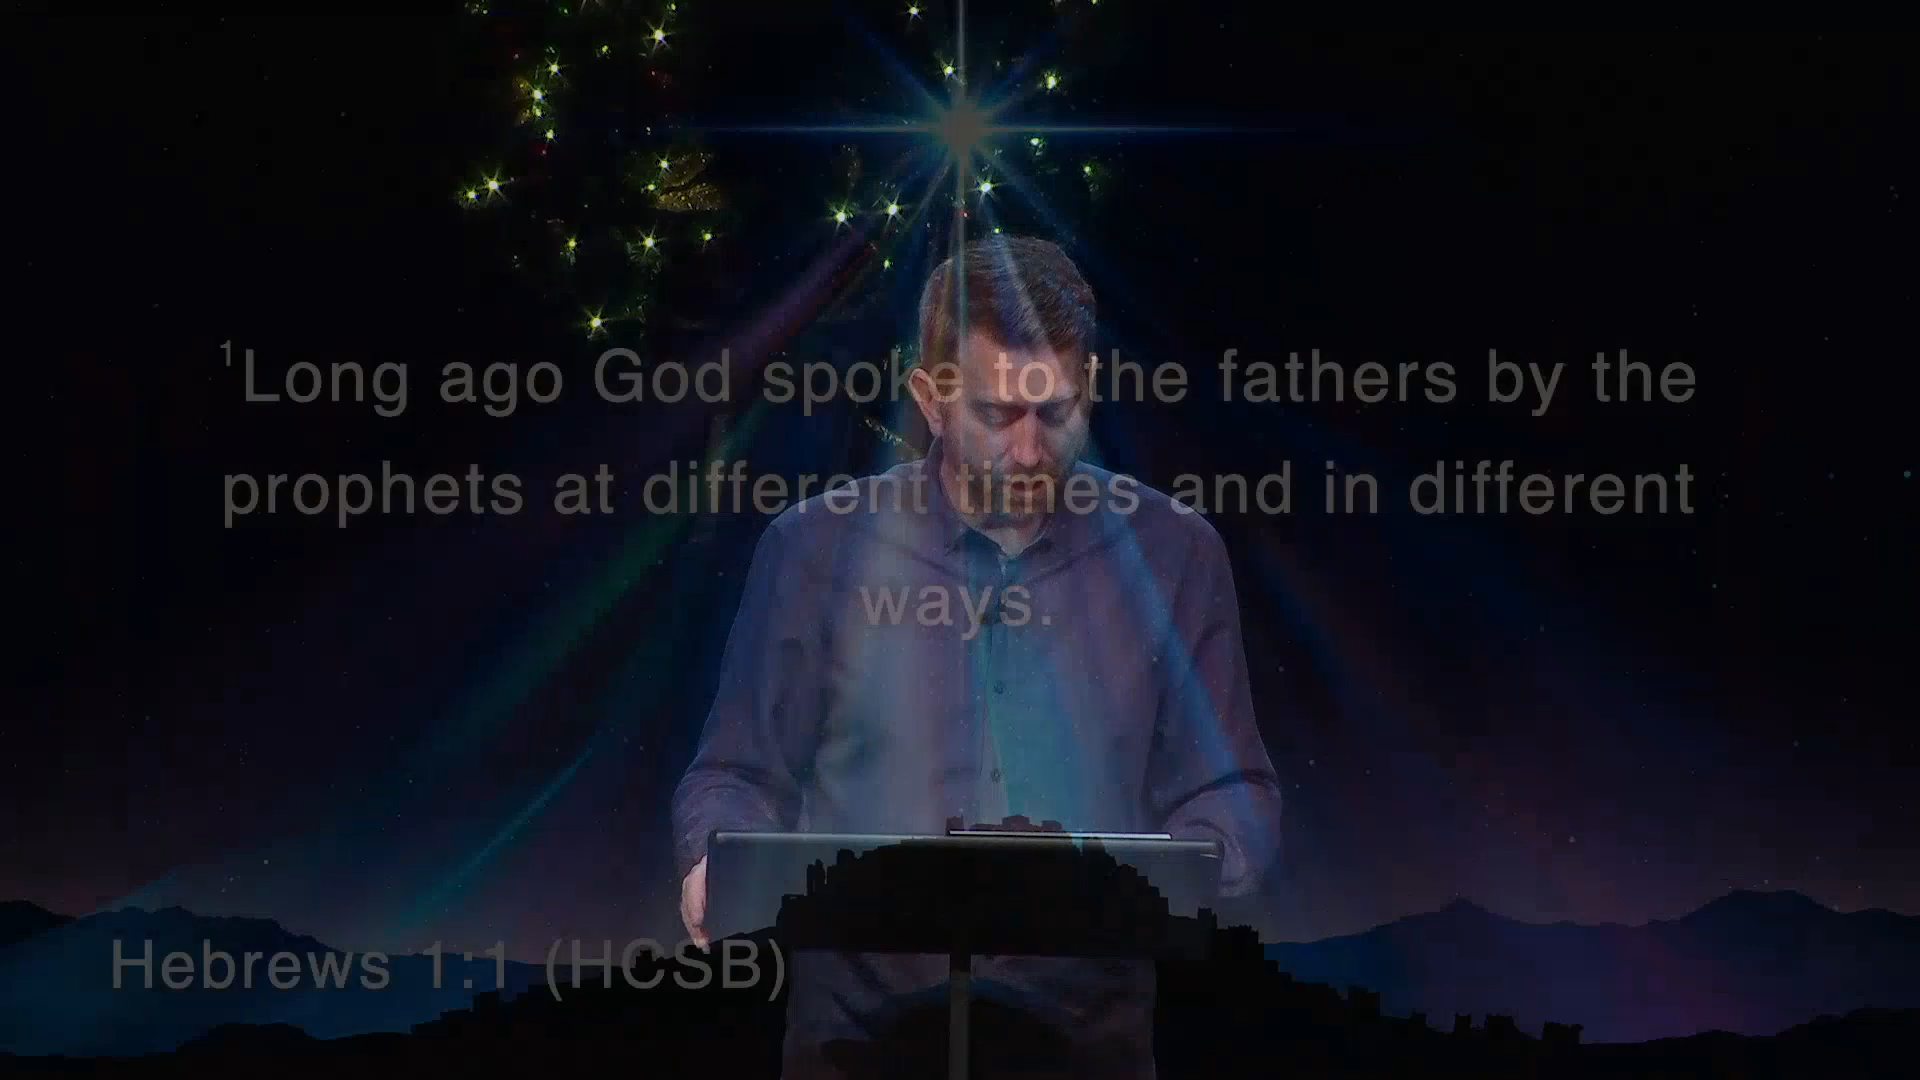 ¹Long ago God spoke to the fathers by the
prophets at different times and in different
ways.
Hebrews 1:1 (HCSB)